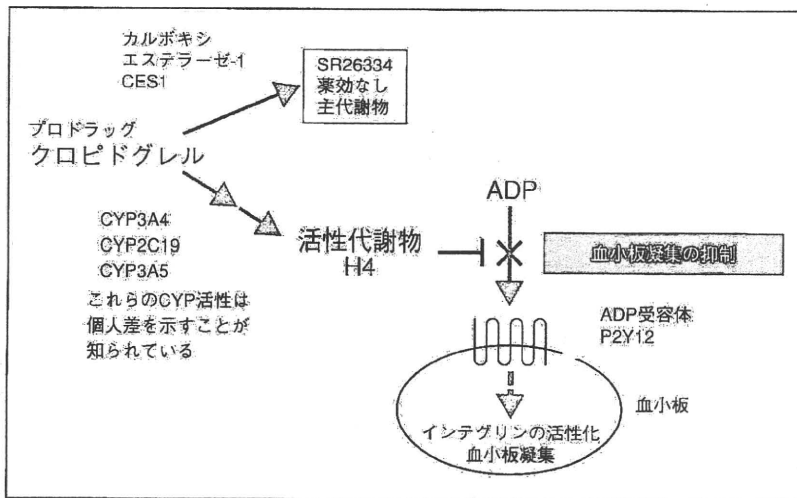 カルボキシ
エステラーゼ-1
CES1
SR26334
薬効なし
主代謝物
プロドラッグ
クロピドグレル
CYP3A4
CYP2C19
CYP3A5
これらのCYP活性は
個人差を示すことが
知られている
活性代謝物
H4
ADP
血小板凝集の抑制
ADP受容体
P2Y12
血小板
インテグリンの活性化
血小板凝集